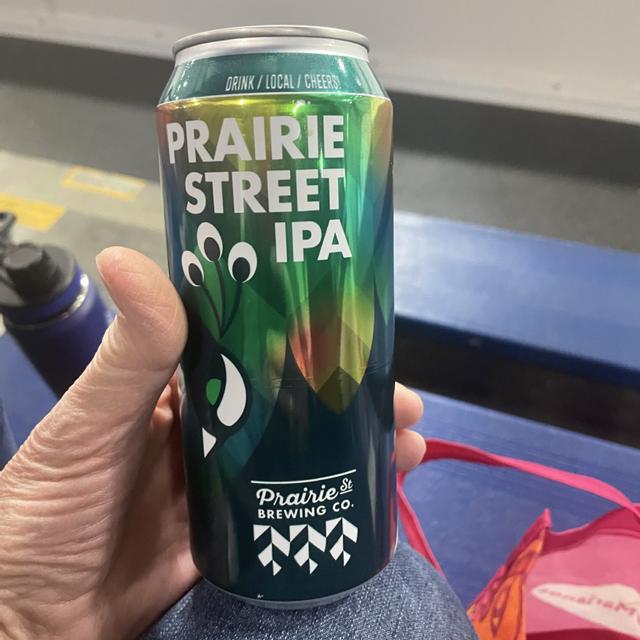 DRINK / LOCAL / CHEERS!
PRAIRIE
STREET
IPA
Prairie St
BREWING CO.